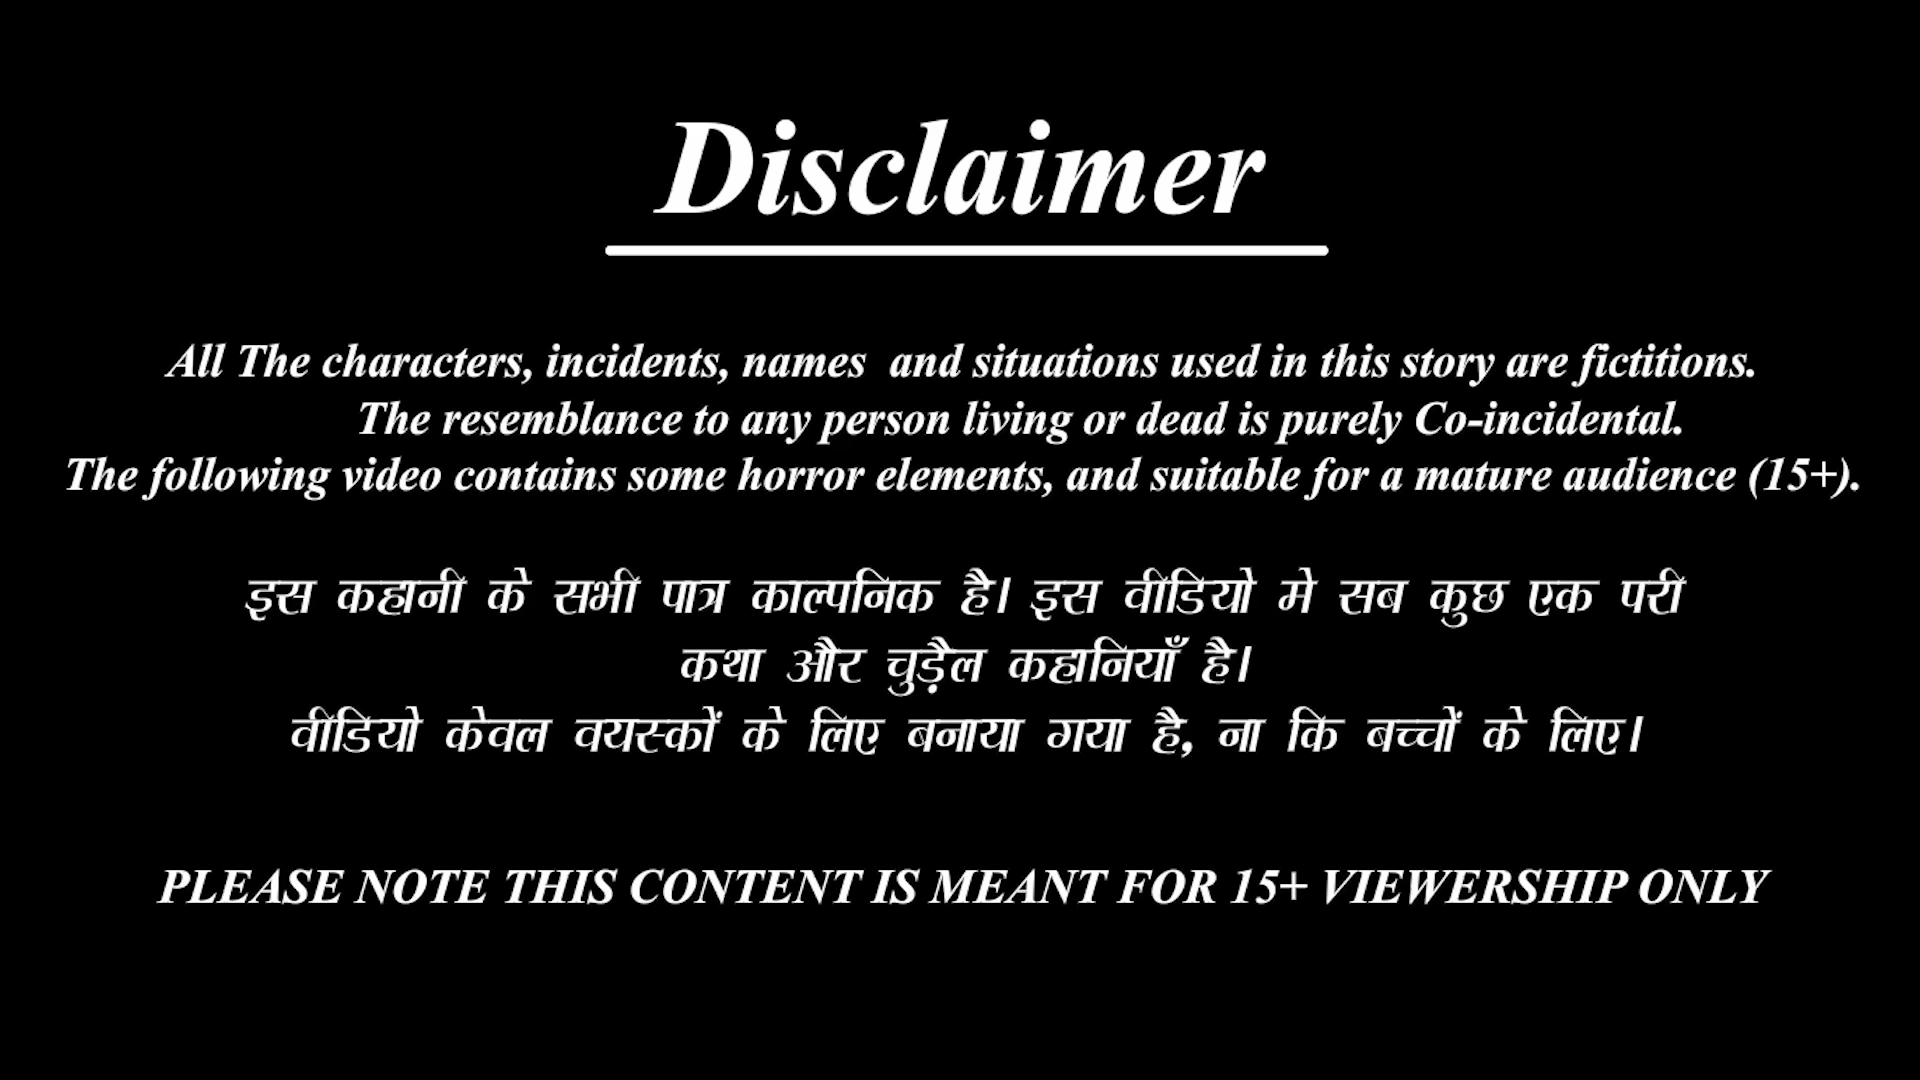 Disclaimer
All The characters, incidents, names and situations used in this story are fictitions.
The resemblance to any person living or dead is purely Co-incidental.
The following video contains some horror elements, and suitable for a mature audience (15+).
इस कहानी के सभी पात्र काल्पनिक है। इस वीडियो मे सब कुछ एक परी
कथा और चुड़ैल कहानियाँ है।
वीडियो केवल वयस्कों के लिए बनाया गया है, ना कि बच्चों के लिए।
PLEASE NOTE THIS CONTENT IS MEANT FOR 15+ VIEWERSHIP ONLY